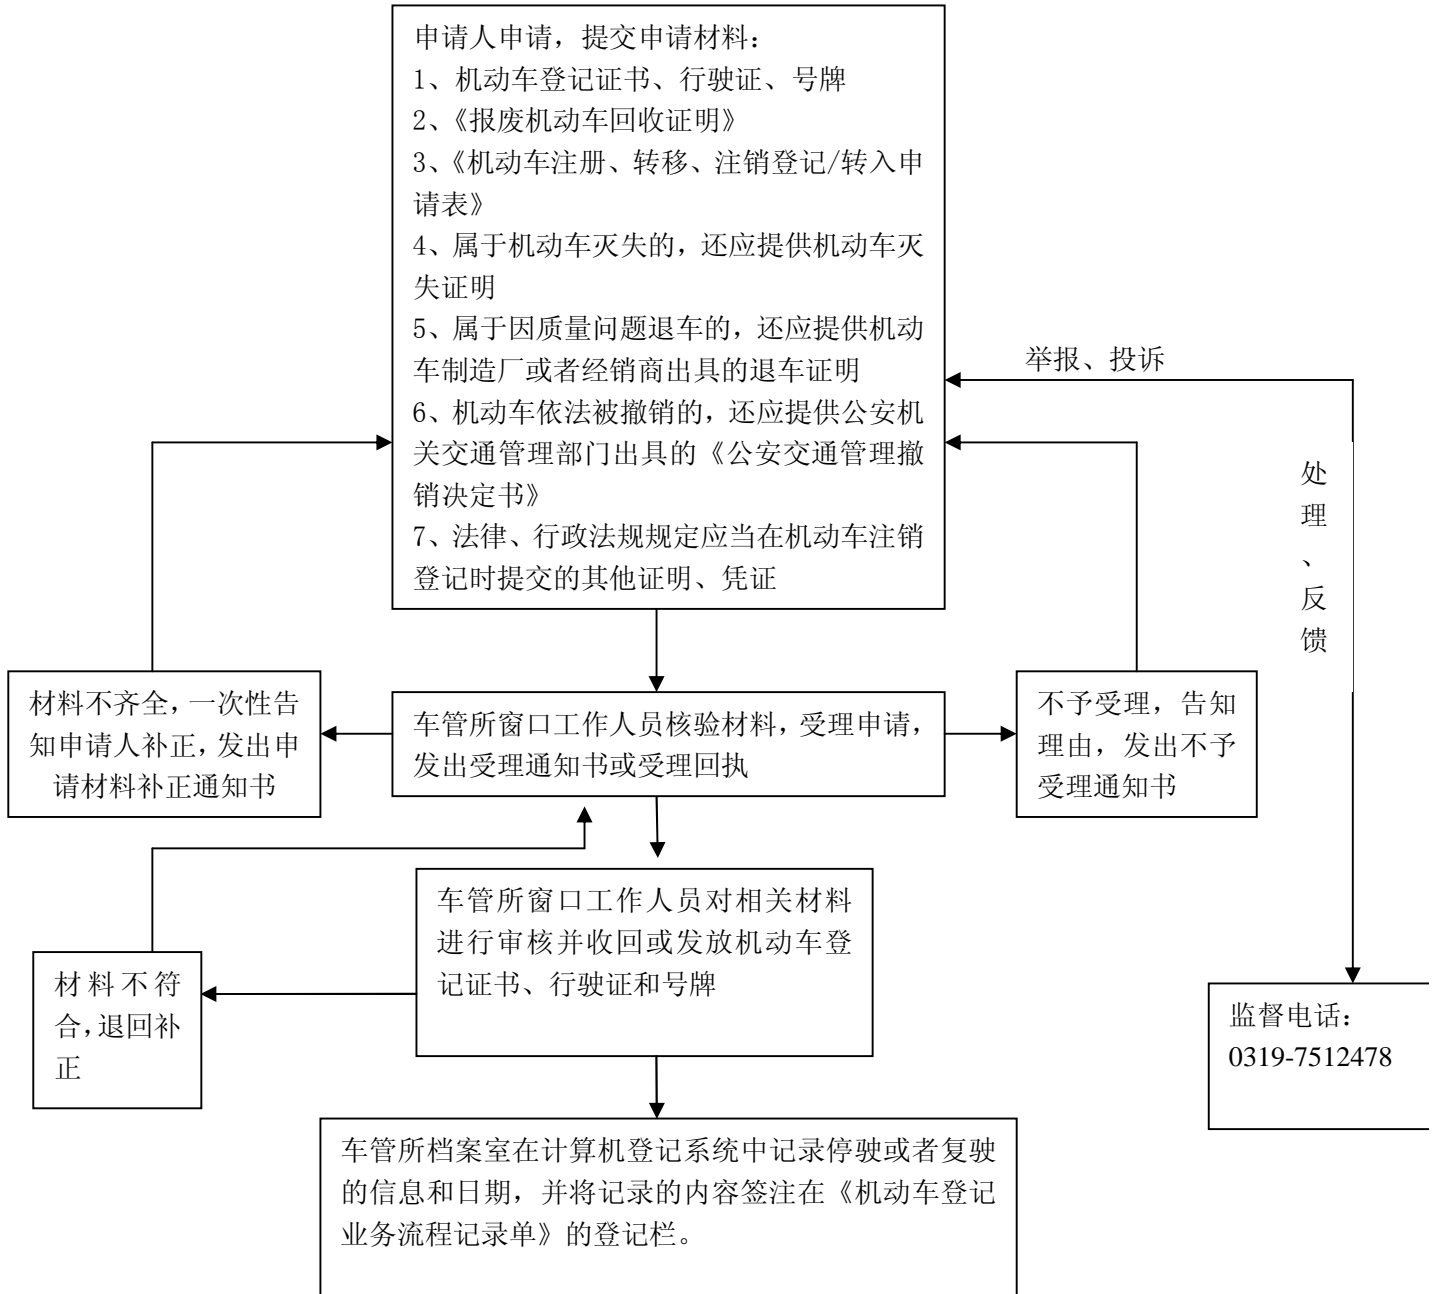 申请人申请，提交申请材料：
1、机动车登记证书、行驶证、号牌
2、《报废机动车回收证明》
3、《机动车注册、转移、注销登记/转入申
请表》
4、属于机动车灭失的，还应提供机动车灭
失证明
5、属于因质量问题退车的，还应提供机动
车制造厂或者经销商出具的退车证明
6、机动车依法被撤销的，还应提供公安机
关交通管理部门出具的《公安交通管理撤
销决定书》
7、法律、行政法规规定应当在机动车注销
登记时提交的其他证明、凭证
举报、投诉
处
理
、
反
馈
材料不齐全，一次性告
知申请人补正，发出申
请材料补正通知书
车管所窗口工作人员核验材料，受理申请，
发出受理通知书或受理回执
不予受理，告知
理由，发出不予
受理通知书
车管所窗口工作人员对相关材料
进行审核并收回或发放机动车登
记证书、行驶证和号牌
材料不符
合，退回补
正
监督电话：
0319-7512478
车管所档案室在计算机登记系统中记录停驶或者复驶
的信息和日期，并将记录的内容签注在《机动车登记
业务流程记录单》的登记栏。